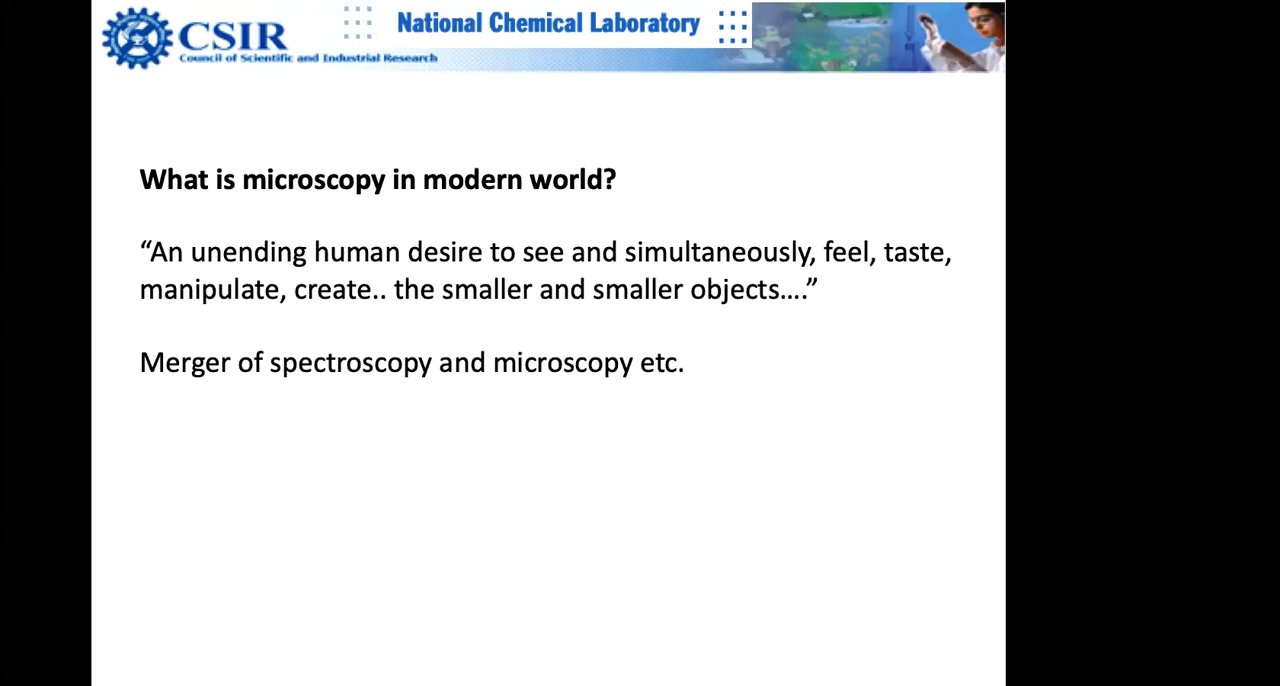 CSIR
Council of Scientific and Industrial Research
National Chemical Laboratory
What is microscopy in modern world?
“An unending human desire to see and simultaneously, feel, taste,
manipulate, create.. the smaller and smaller objects….”
Merger of spectroscopy and microscopy etc.